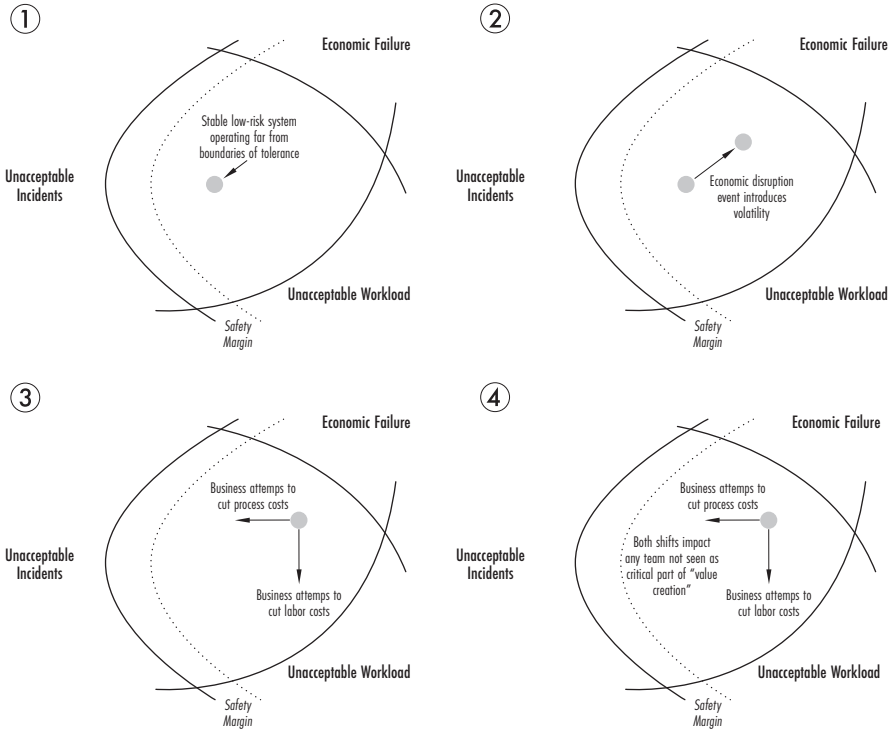 1
Economic Failure
Stable low-risk system
operating far from
boundaries of tolerance
Unacceptable
Incidents
Unacceptable Workload
Safety
Margin
2
Economic Failure
Unacceptable
Incidents
Economic disruption
event introduces
volatility
Unacceptable Workload
Safety
Margin
3
Economic Failure
Business attemps to
cut process costs
Unacceptable
Incidents
Business attemps to
cut labor costs
Unacceptable Workload
Safety
Margin
4
Economic Failure
Business attemps to
cut process costs
Unacceptable
Incidents
Both shifts impact
any team not seen as
critical part of “value
creation”
Business attemps to
cut labor costs
Unacceptable Workload
Safety
Margin